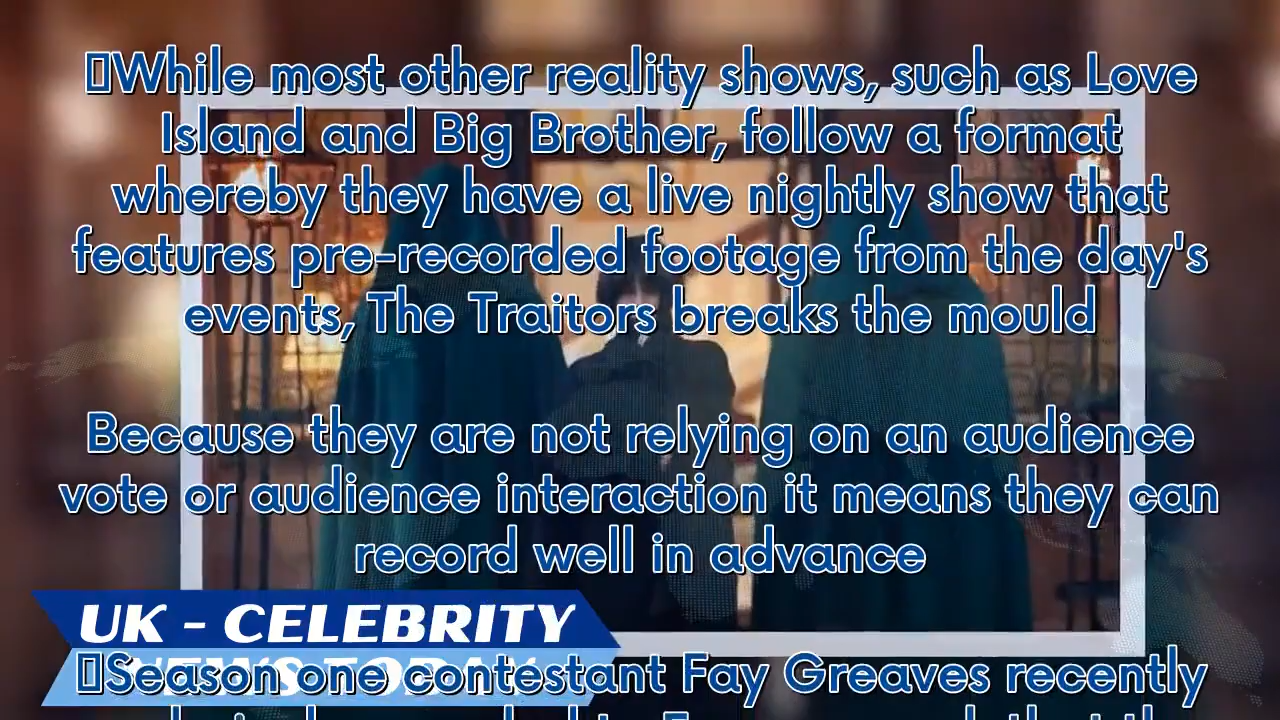 While most other reality shows, such as Love
Island and Big Brother, follow a format
whereby they have a live nightly show that
features pre-recorded footage from the day's
events, The Traitors breaks the mould
Because they are not relying on an audience
vote or audience interaction it means they can
record well in advance
UK - CELEBRITY
NEWS TODAY
Season one contestant Fay Greaves recently